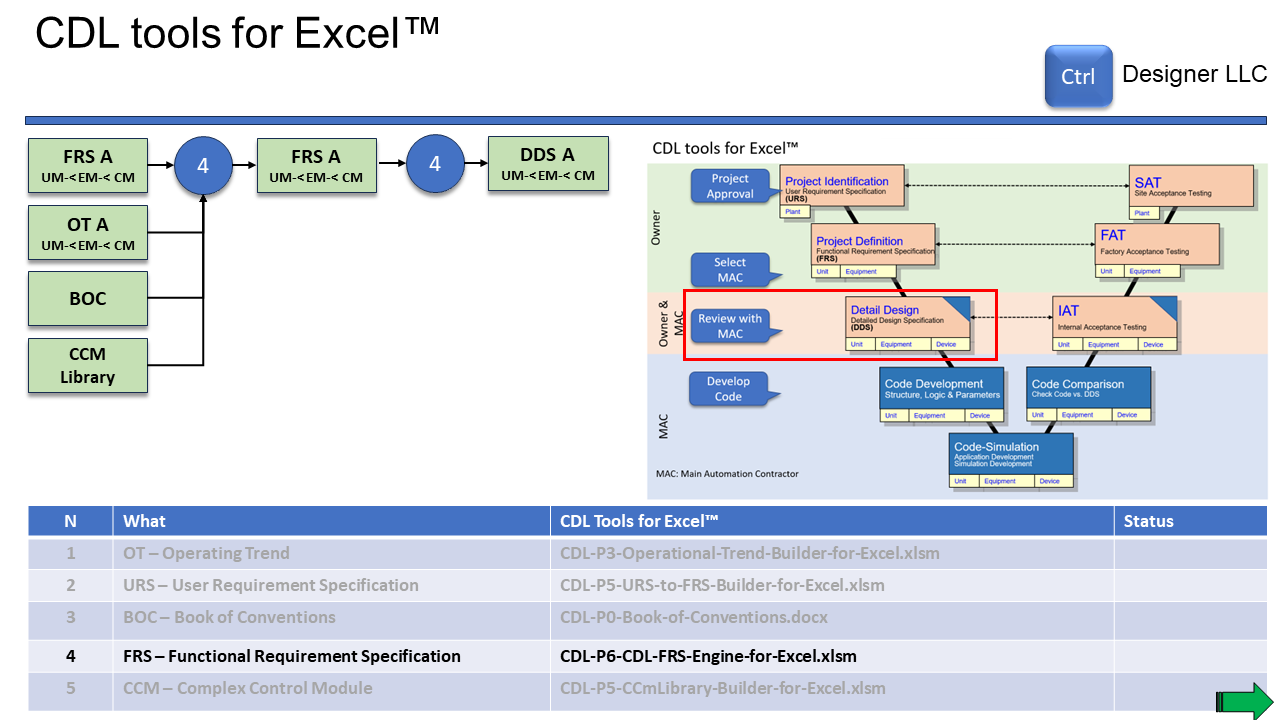 CDL tools for Excel™
Ctrl
Designer LLC
FRS A
UM-<EM-< CM
4
FRS A
UM-<EM-< CM
4
DDS A
UM-<EM-< CM
OT A
UM-<EM-< CM
BOC
CCM
Library
CDL tools for Excel™
Owner
Project
Approval
Project Identification
User Requirement Specification
(URS)
Plant
SAT
Site Acceptance Testing
Plant
Project Definition
Functional Requirement Specification
(FRS)
Unit Equipment
FAT
Factory Acceptance Testing
Unit Equipment
Select
MAC
Owner &
MAC
Review with
MAC
Detail Design
Detailed Design Specification
(DDS)
Unit Equipment Device
IAT
Internal Acceptance Testing
Unit Equipment Device
MAC
Develop
Code
Code Development
Structure, Logic & Parameters
Unit Equipment Device
Code Comparison
Check Code vs. DDS
Unit Equipment Device
Code-Simulation
Application Development
Simulation Development
Unit Equipment Device
MAC: Main Automation Contractor
N What CDL Tools for Excel™ Status
1 OT – Operating Trend CDL-P3-Operational-Trend-Builder-for-Excel.xlsm
2 URS – User Requirement Specification CDL-P5-URS-to-FRS-Builder-for-Excel.xlsm
3 BOC – Book of Conventions CDL-P0-Book-of-Conventions.docx
4 FRS – Functional Requirement Specification CDL-P6-CDL-FRS-Engine-for-Excel.xlsm
5 CCM – Complex Control Module CDL-P5-CCmLibrary-Builder-for-Excel.xlsm